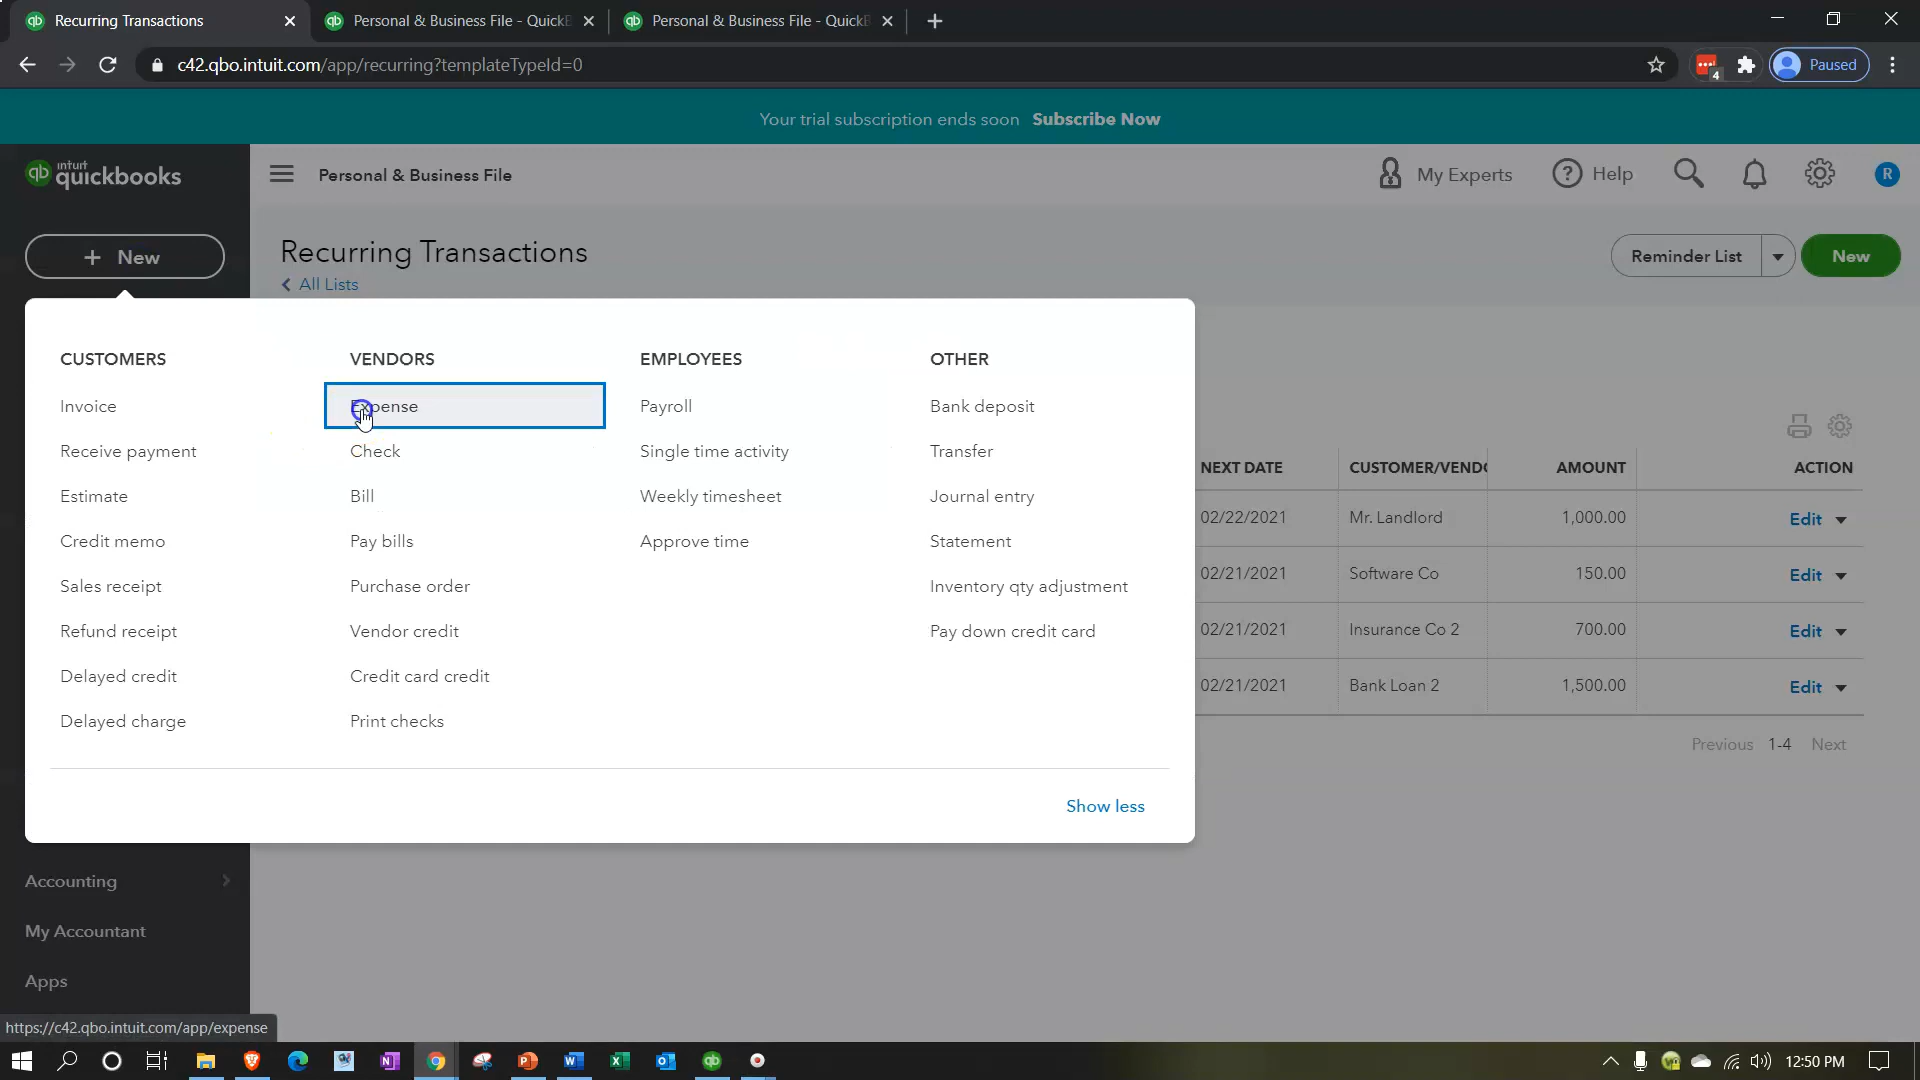 Recurring Transactions
Personal & Business File - QuickB
Personal & Business File - QuickB
c42.qbo.intuit.com/app/recurring?templateTypeId=0
4
Paused
Your trial subscription ends soon Subscribe Now
intuit
quickbooks
Personal & Business File
My Experts
Help
R
+ New
Recurring Transactions
All Lists
Reminder List
New
CUSTOMERS
Invoice
Receive payment
Estimate
Credit memo
Sales receipt
Refund receipt
Delayed credit
Delayed charge
VENDORS
Expense
Check
Bill
Pay bills
Purchase order
Vendor credit
Credit card credit
Print checks
EMPLOYEES
Payroll
Single time activity
Weekly timesheet
Approve time
OTHER
Bank deposit
Transfer
Journal entry
Statement
Inventory qty adjustment
Pay down credit card
Show less
NEXT DATE CUSTOMER/VENDO AMOUNT ACTION
02/22/2021 Mr. Landlord 1,000.00 Edit
02/21/2021 Software Co 150.00 Edit
02/21/2021 Insurance Co 2 700.00 Edit
02/21/2021 Bank Loan 2 1,500.00 Edit
Previous 1-4 Next
Accounting
My Accountant
Apps
https://c42.qbo.intuit.com/app/expense
12:50 PM